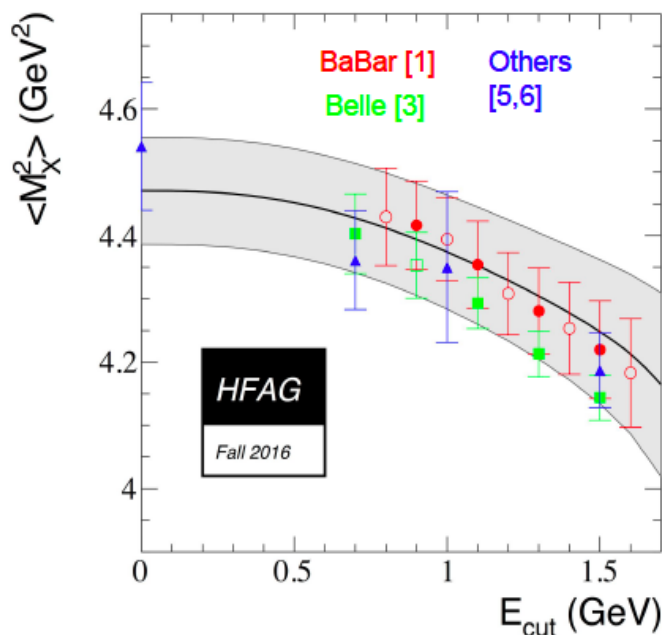 <M²X> (GeV²)
BaBar [1]
Belle [3]
Others
[5,6]
4.6
4.4
4.2
4
HFAG
Fall 2016
0
0.5
1
1.5
E_cut (GeV)